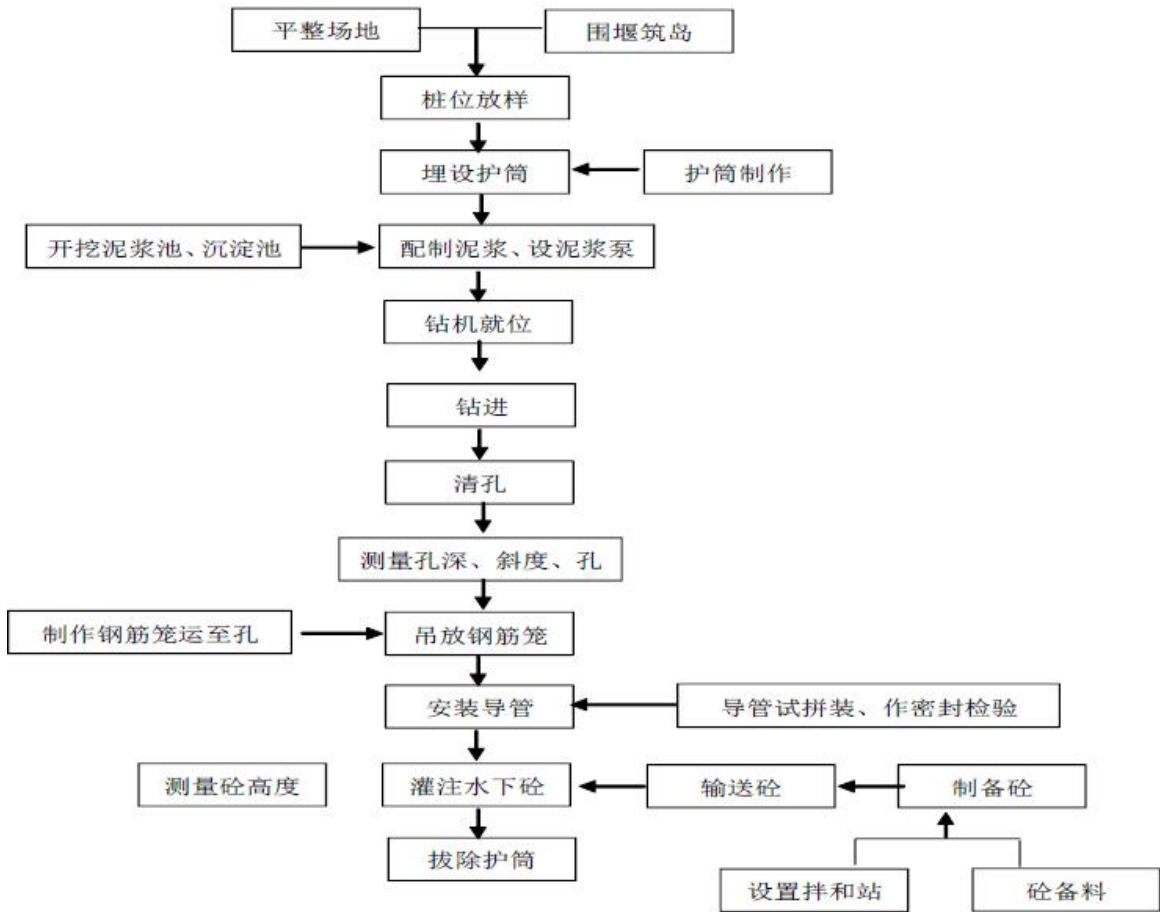 平整场地
围堰筑岛
桩位放样
埋设护筒
护筒制作
开挖泥浆池、沉淀池
配制泥浆、设泥浆泵
钻机就位
钻进
清孔
测量孔深、斜度、孔
制作钢筋笼运至孔
吊放钢筋笼
安装导管
导管试拼装、作密封检验
测量砼高度
灌注水下砼
输送砼
制备砼
拔除护筒
设置拌和站
砼备料